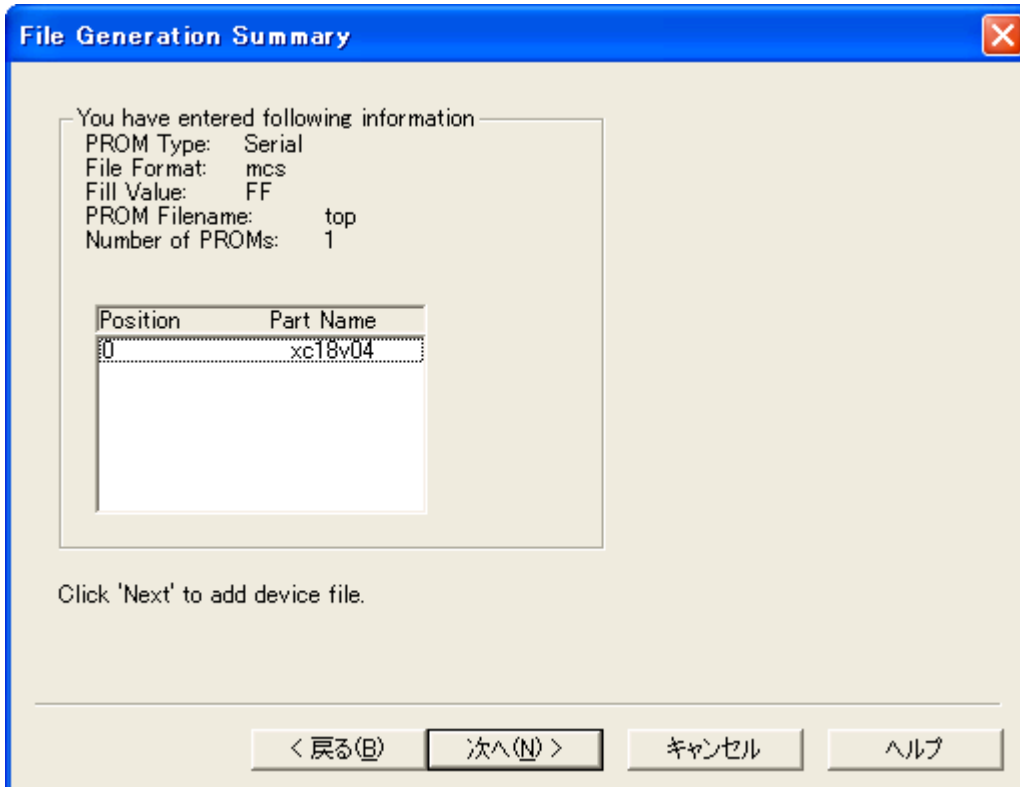 File Generation Summary
You have entered following information
PROM Type: Serial
File Format: mcs
Fill Value: FF
PROM Filename: top
Number of PROMs: 1
Position Part Name
0 xc18v04
Click 'Next' to add device file.
< 戻る(B) 次へ(N) > キャンセル ヘルプ